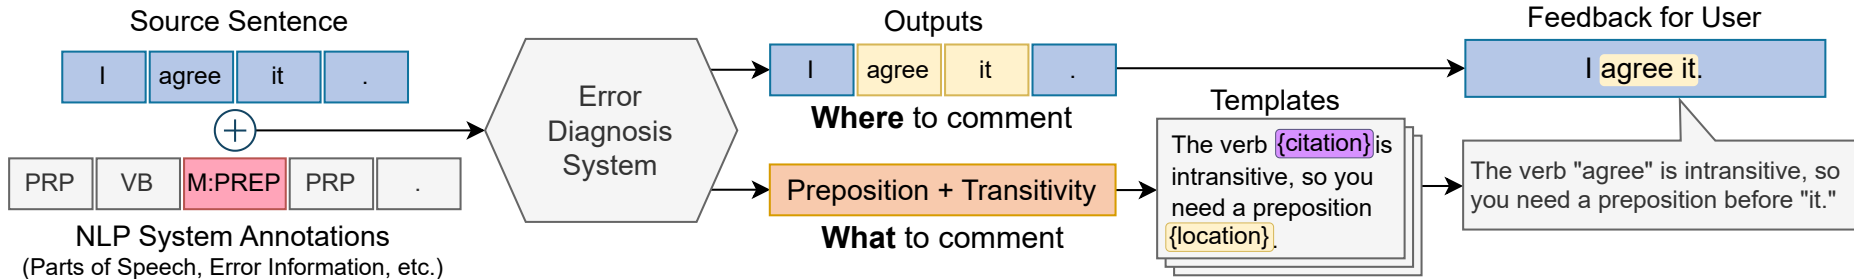 Source Sentence
I agree it .
PRP VB M:PREP PRP .
NLP System Annotations
(Parts of Speech, Error Information, etc.)
Error
Diagnosis
System
Outputs
I agree it .
Where to comment
Preposition + Transitivity
What to comment
Templates
The verb {citation} is
intransitive, so you
need a preposition
{location}.
Feedback for User
I agree it.
The verb "agree" is intransitive, so
you need a preposition before "it."